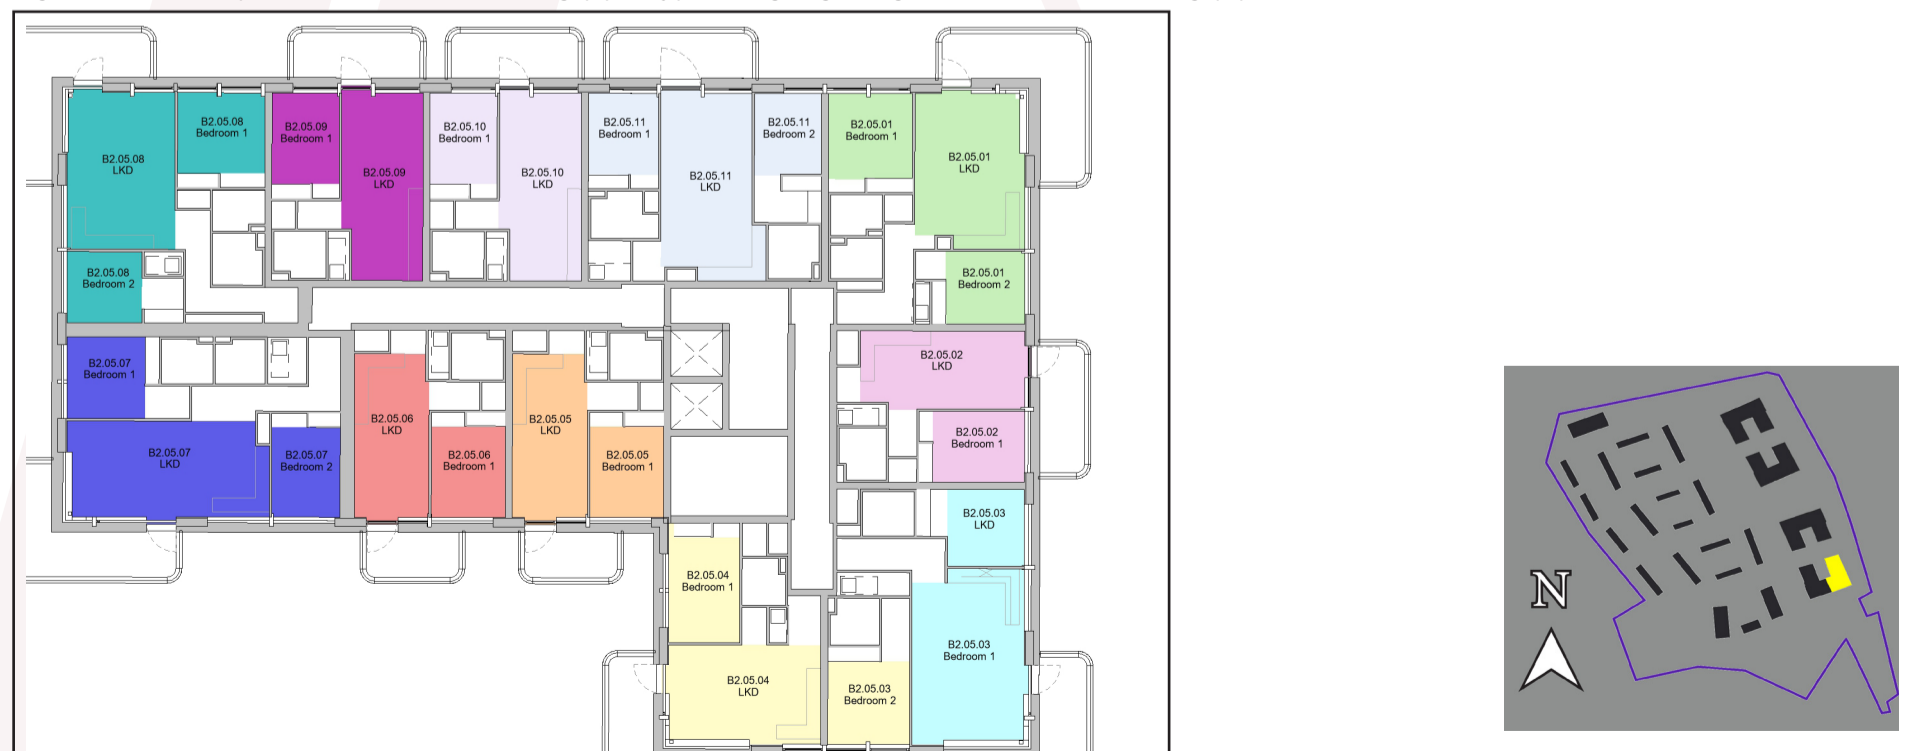 B2.05.08
LKD
B2.05.08
Bedroom 1
B2.05.09
Bedroom 1
B2.05.09
LKD
B2.05.10
Bedroom 1
B2.05.10
LKD
B2.05.11
Bedroom 1
B2.05.11
LKD
B2.05.11
Bedroom 2
B2.05.01
Bedroom 1
B2.05.01
LKD
B2.05.08
Bedroom 2
B2.05.01
Bedroom 2
B2.05.07
Bedroom 1
B2.05.02
LKD
B2.05.06
LKD
B2.05.05
LKD
B2.05.02
Bedroom 1
B2.05.07
LKD
B2.05.07
Bedroom 2
B2.05.06
Bedroom 1
B2.05.05
Bedroom 1
B2.05.03
LKD
B2.05.04
Bedroom 1
B2.05.03
Bedroom 1
B2.05.04
LKD
B2.05.03
Bedroom 2
N